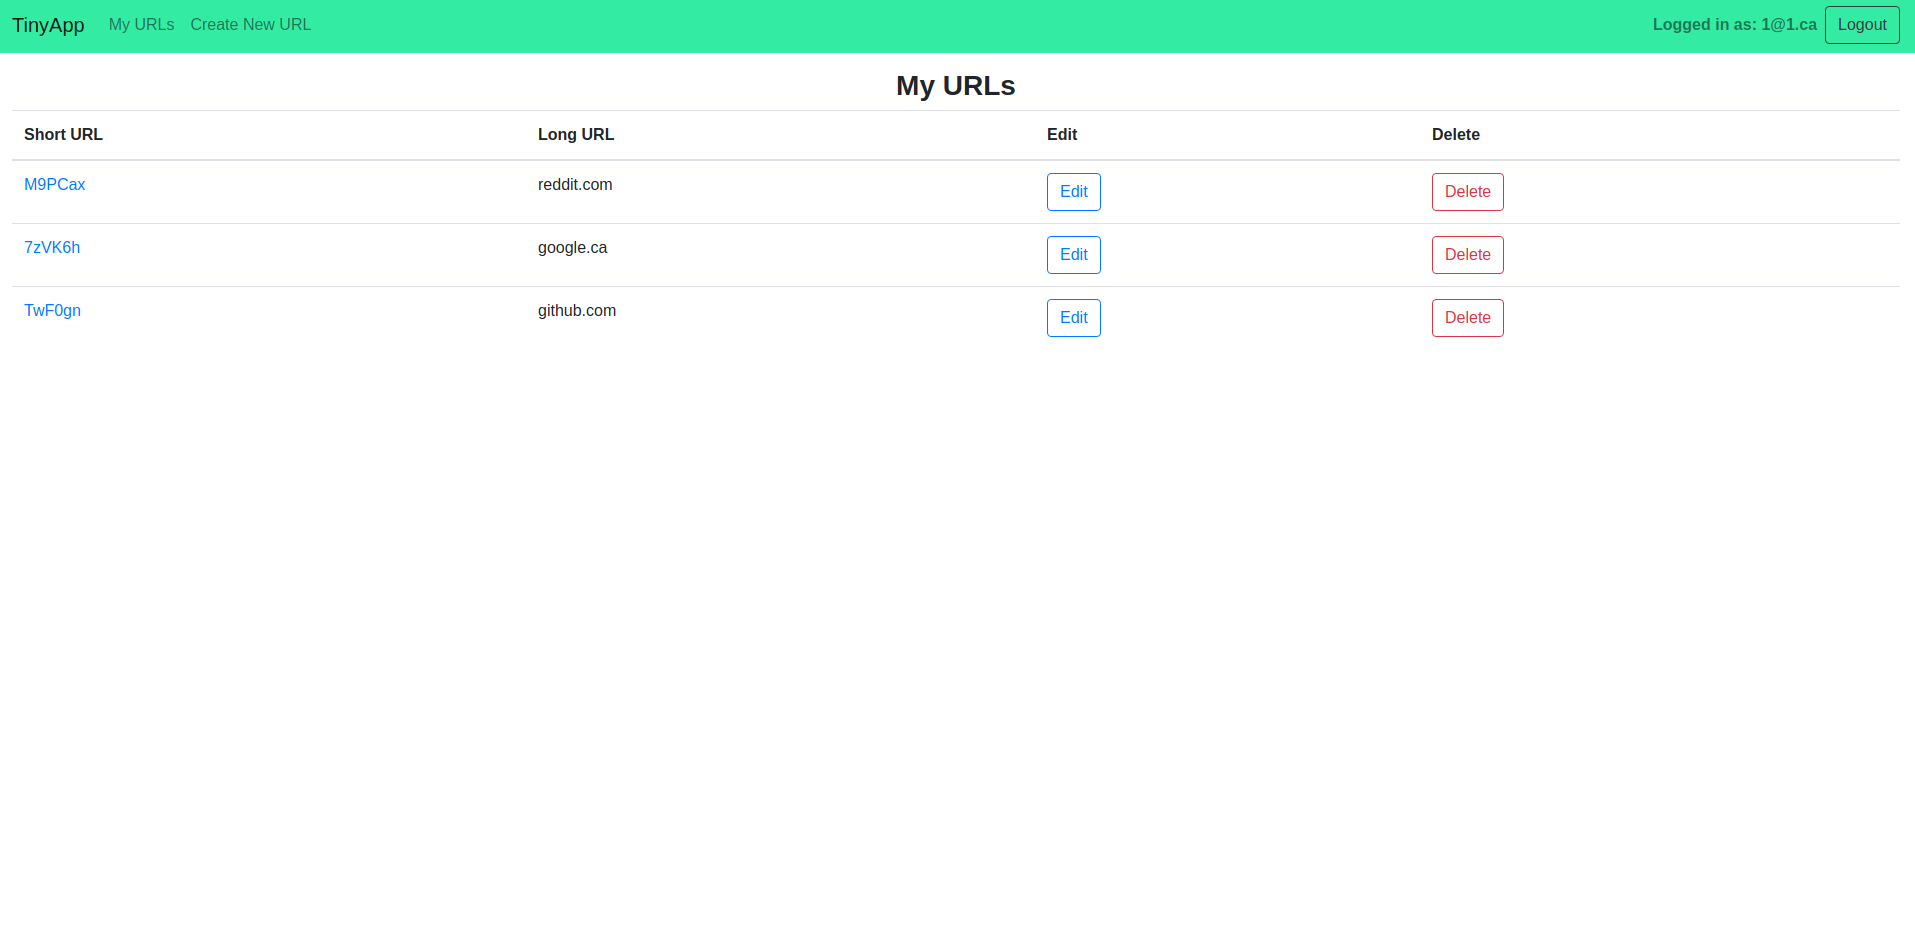 TinyApp My URLs Create New URL Logged in as: 1@1.ca Logout
My URLs
Short URL Long URL Edit Delete
M9PCax reddit.com Edit Delete
7zVK6h google.ca Edit Delete
TwF0gn github.com Edit Delete